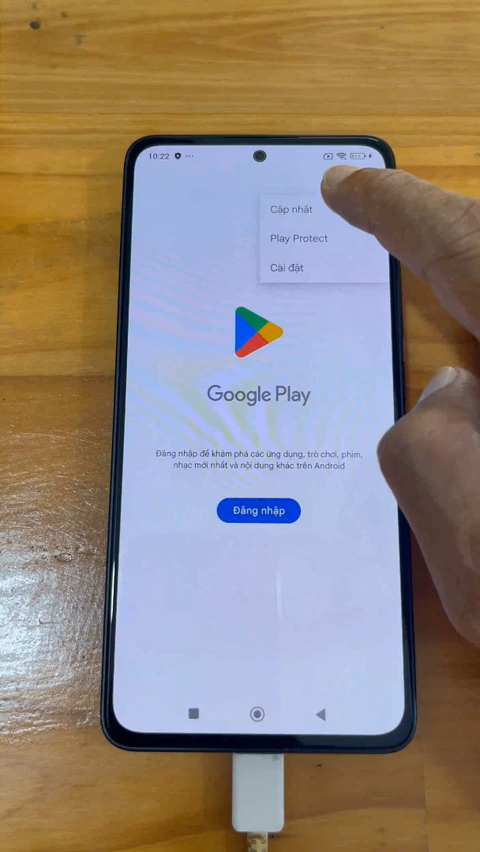 10:22
Cập nhật
Play Protect
Cài đặt
Google Play
Đăng nhập để khám phá các ứng dụng, trò chơi, phim,
nhạc mới nhất và nội dung khác trên Android
Đăng nhập